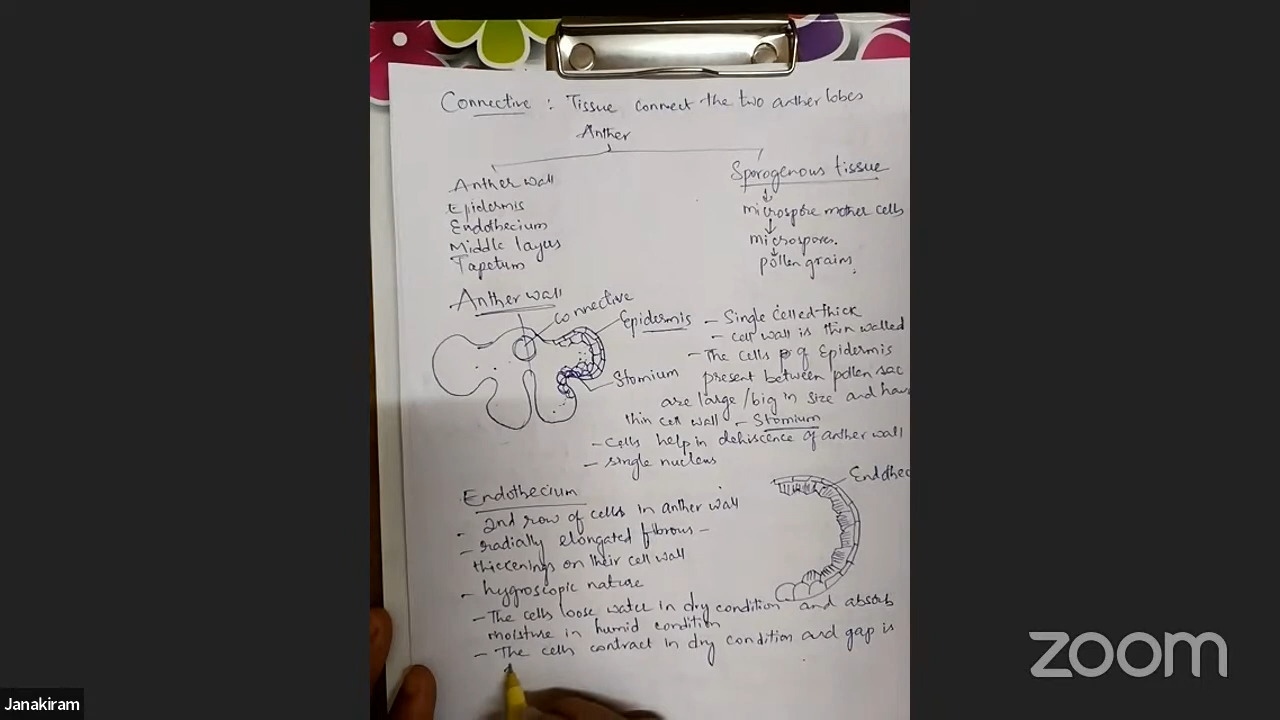 Connective : Tissue connect the two anther lobes
Anther
Anther wall
Epidermis
Endothecium
Middle layers
Tapetum
Sporogenous tissue
microspore mother cells
microspores.
pollen grains
Anther wall
connective
Epidermis
Stomium
- Single celled thick
- cell wall is thin walled
- The cells of Epidermis
present between pollen sac
are large/big in size and have
thin cell wall - Stomium
- Cells help in dehiscence of anther wall
- single nucleus
Endothecium
- 2nd row of cells in anther wall
- radially elongated fibrous -
thickenings on their cell wall
- hygroscopic nature
- The cells loose water in dry condition and absorb
moisture in humid condition
- The cells contract in dry condition and gap is
Endothec
zoom
Janakiram